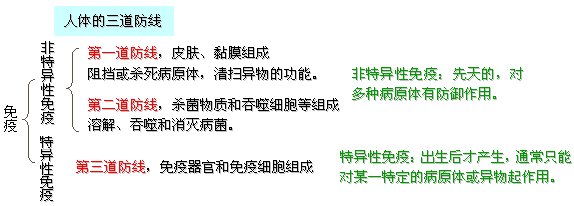 人体的三道防线
免疫
非特异性免疫
第一道防线，皮肤、黏膜组成
阻挡或杀死病原体，清扫异物的功能。
第二道防线，杀菌物质和吞噬细胞等组成
溶解、吞噬和消灭病菌。
非特异性免疫：先天的，对
多种病原体有防御作用。
特异性免疫
第三道防线，免疫器官和免疫细胞组成
特异性免疫：出生后才产生，通常只能
对某一特定的病原体或异物起作用。